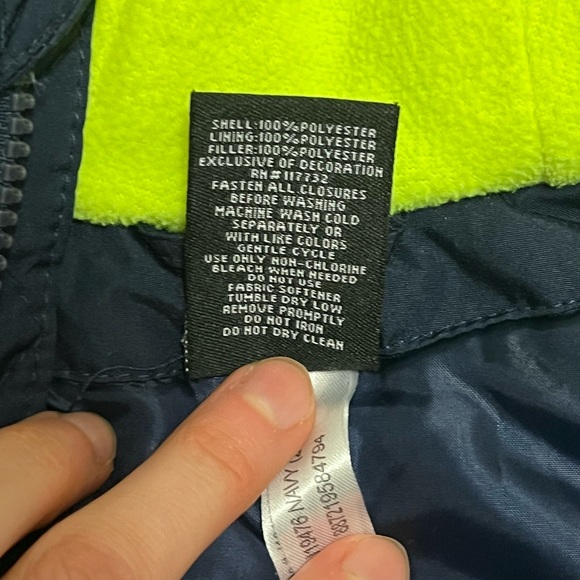 SHELL:100%POLYESTER
LINING:100%POLYESTER
FILLER:100%POLYESTER
EXCLUSIVE OF DECORATION
RN#117732
FASTEN ALL CLOSURES
BEFORE WASHING
MACHINE WASH COLD
SEPARATELY OR
WITH LIKE COLORS
GENTLE CYCLE
USE ONLY NON-CHLORINE
BLEACH WHEN NEEDED
DO NOT USE
FABRIC SOFTENER
TUMBLE DRY LOW
REMOVE PROMPTLY
DO NOT IRON
DO NOT DRY CLEAN
NAVY